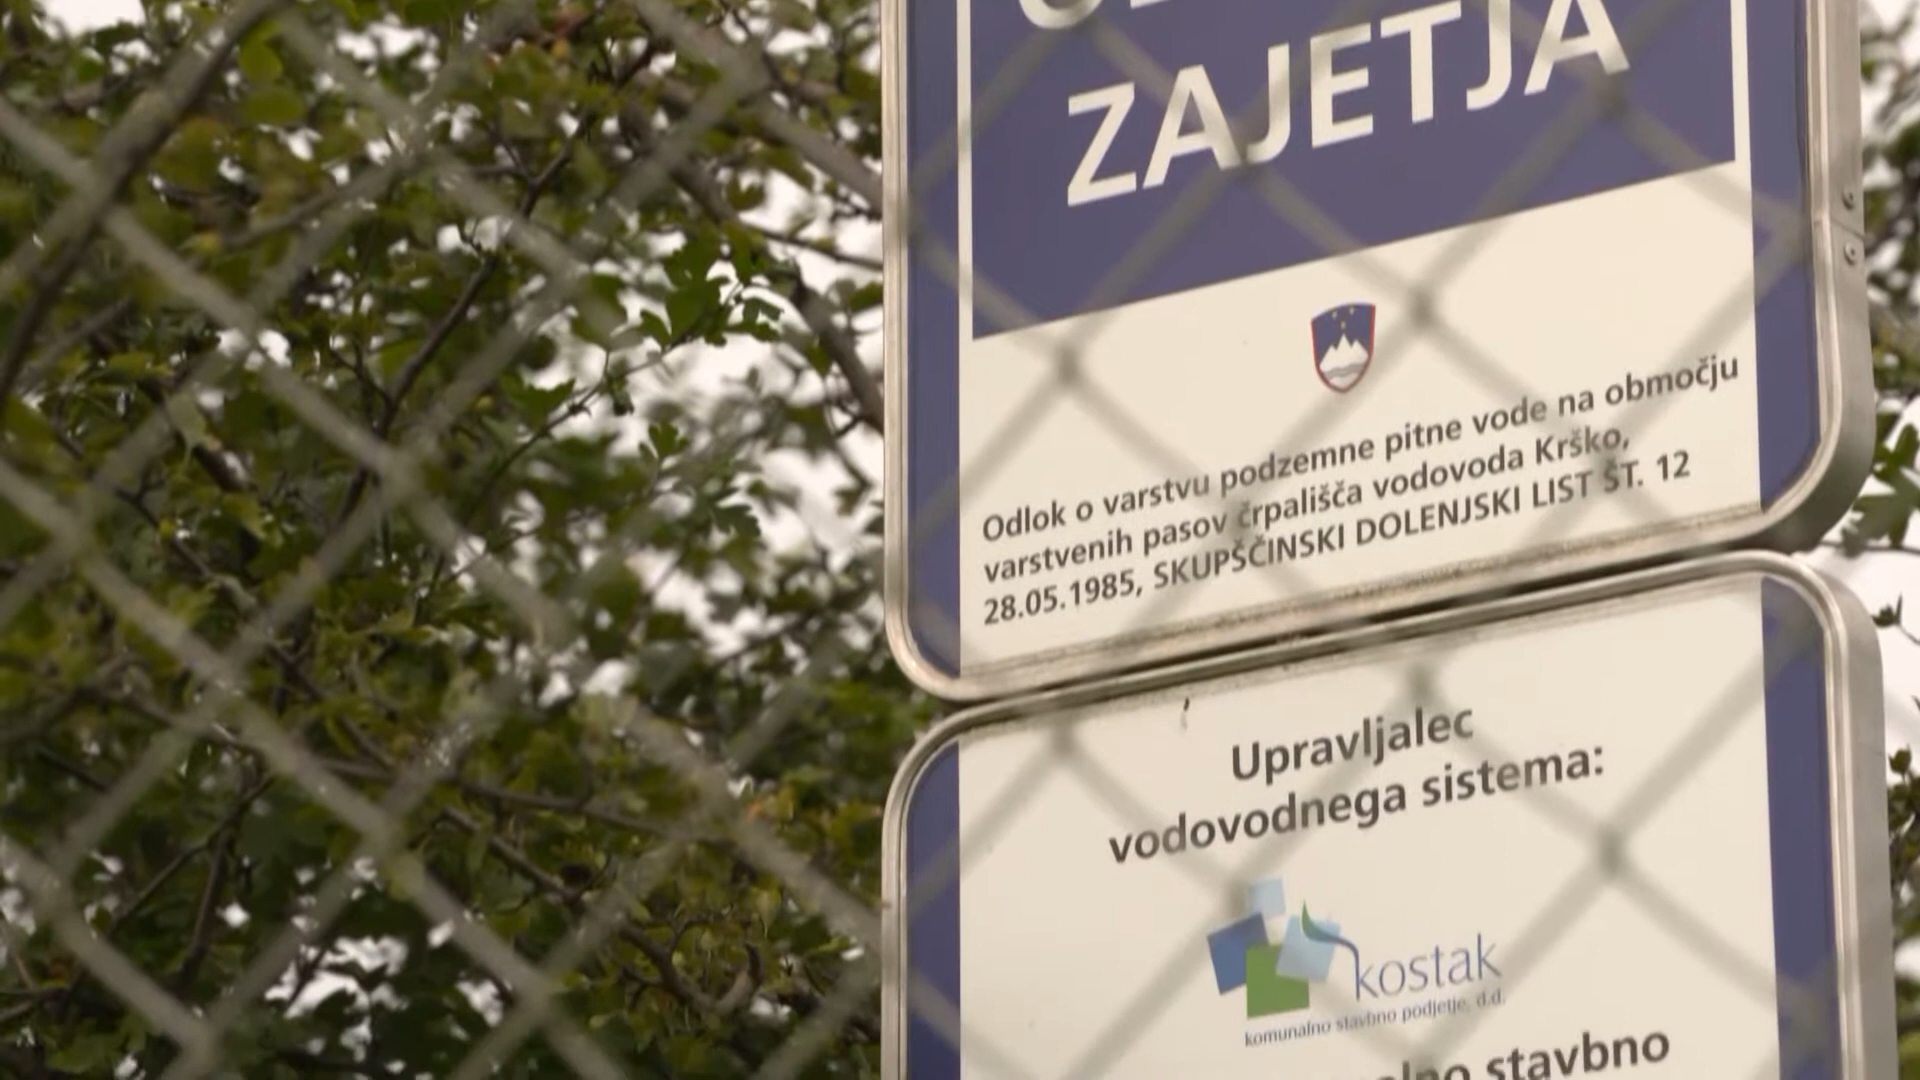 ZAJETJA
Odlok o varstvu podzemne pitne vode na območju
varstvenih pasov črpališča vodovoda Krško,
28.05.1985, SKUPŠČINSKI DOLENJSKI LIST ŠT. 12
Upravljalec
vodovodnega sistema:
kostak
komunalno stavbno podjetje, d.d.
stavbno